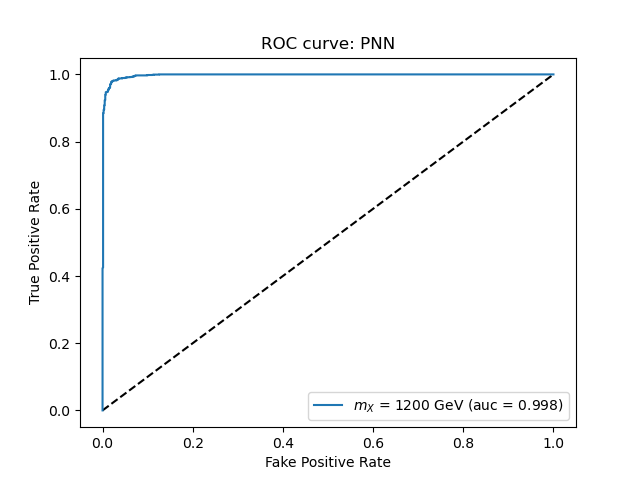 ROC curve: PNN
True Positive Rate
1.0
0.8
0.6
0.4
0.2
0.0
m_X = 1200 GeV (auc = 0.998)
0.0 0.2 0.4 0.6 0.8 1.0
Fake Positive Rate